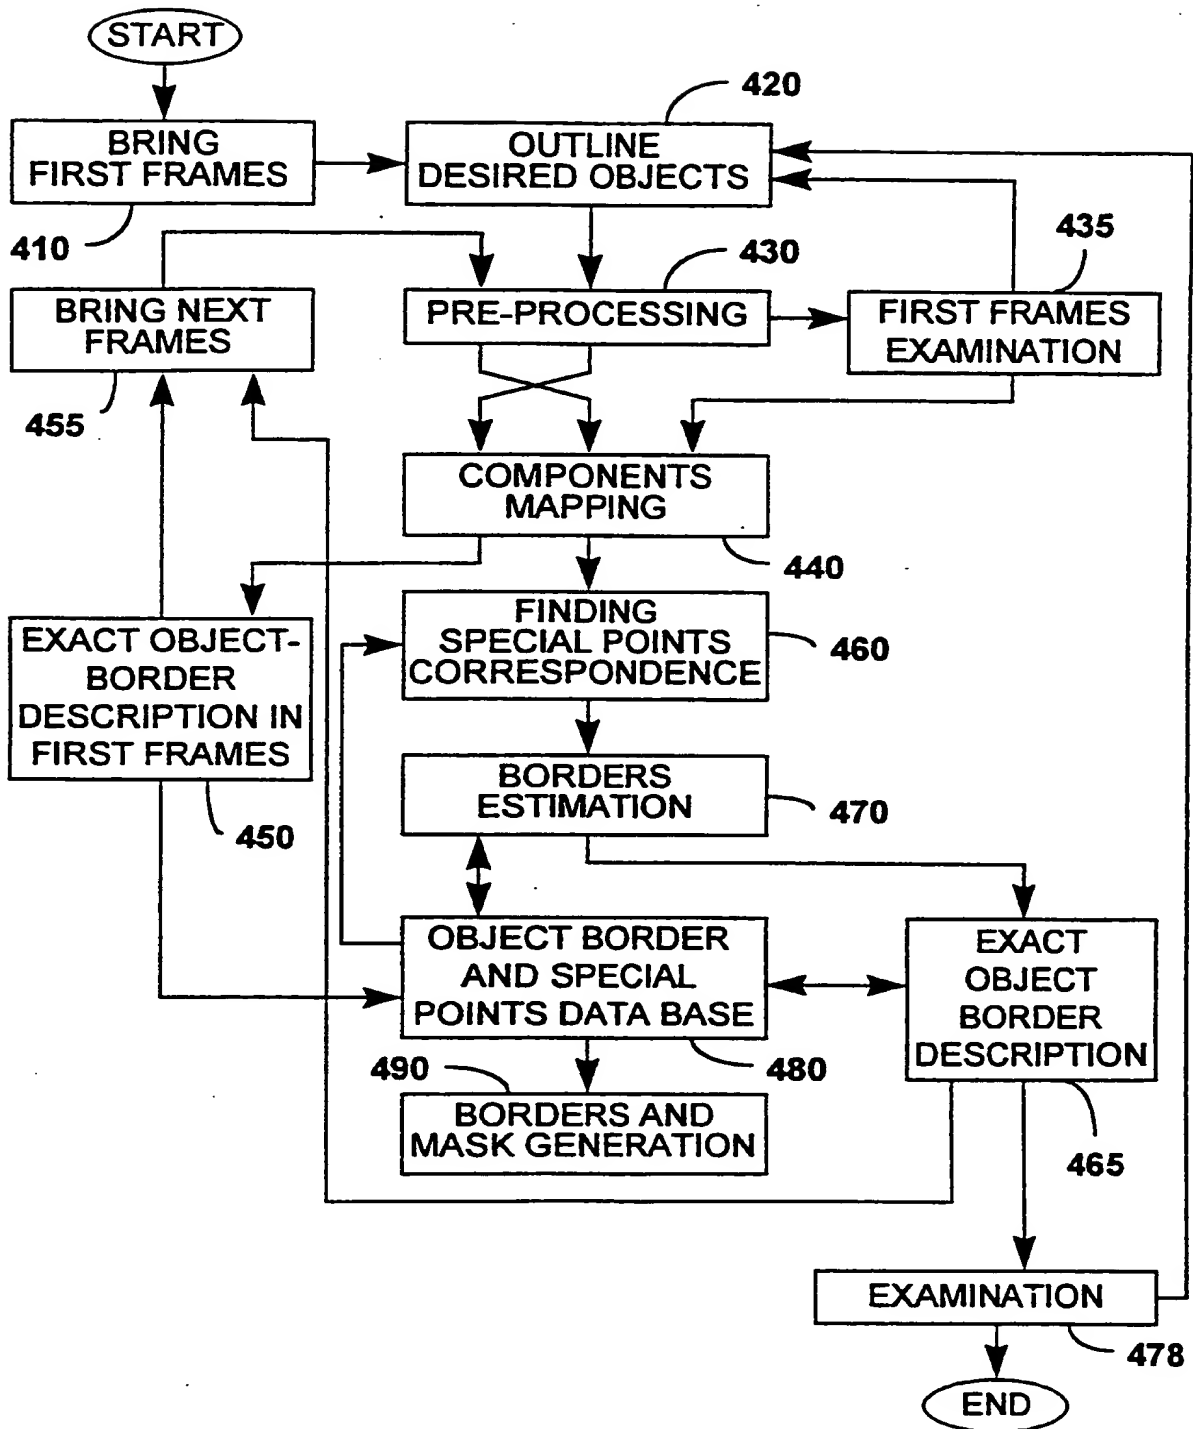 START
420
BRING
FIRST FRAMES
OUTLINE
DESIRED OBJECTS
410
435
430
BRING NEXT
FRAMES
PRE-PROCESSING
FIRST FRAMES
EXAMINATION
455
COMPONENTS
MAPPING
440
EXACT OBJECT-
BORDER
DESCRIPTION IN
FIRST FRAMES
FINDING
SPECIAL POINTS
CORRESPONDENCE
460
450
BORDERS
ESTIMATION
470
OBJECT BORDER
AND SPECIAL
POINTS DATA BASE
EXACT
OBJECT
BORDER
DESCRIPTION
490
480
BORDERS AND
MASK GENERATION
465
EXAMINATION
478
END